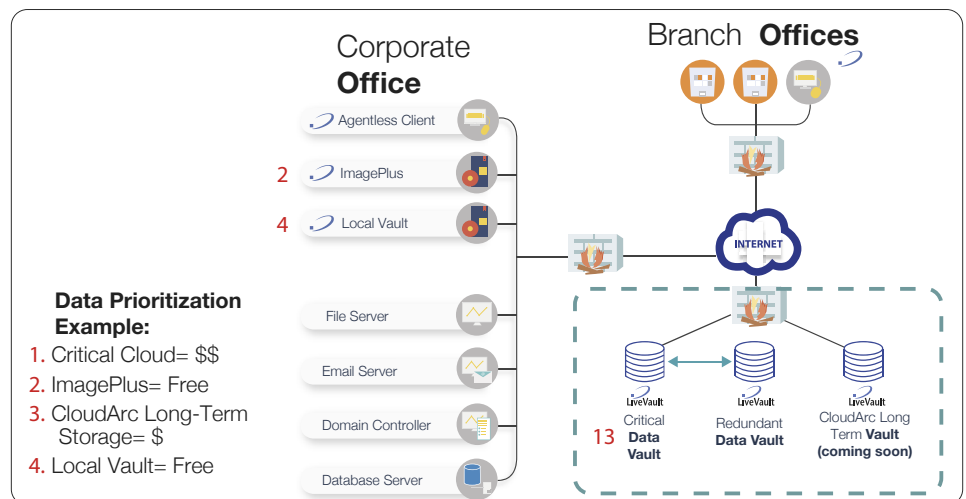 Corporate
Office
Branch Offices
Agentless Client
2
ImagePlus
4
Local Vault
INTERNET
Data Prioritization
Example:
1. Critical Cloud= $$
2. ImagePlus= Free
3. CloudArc Long-Term
Storage= $
4. Local Vault= Free
File Server
Email Server
Domain Controller
Database Server
LiveVault
LiveVault
LiveVault
13
Critical
Data
Vault
Redundant
Data Vault
CloudArc Long
Term Vault
(coming soon)